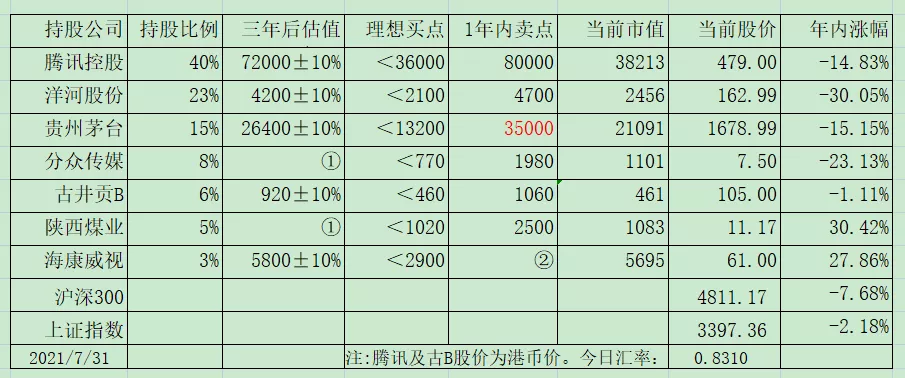 持股公司 持股比例 三年后估值 理想买点 1年内卖点 当前市值 当前股价 年内涨幅
腾讯控股 40% 72000±10% ＜36000 80000 38213 479.00 -14.83%
洋河股份 23% 4200±10% ＜2100 4700 2456 162.99 -30.05%
贵州茅台 15% 26400±10% ＜13200 35000 21091 1678.99 -15.15%
分众传媒 8% ① ＜770 1980 1101 7.50 -23.13%
古井贡B 6% 920±10% ＜460 1060 461 105.00 -1.11%
陕西煤业 5% ① ＜1020 2500 1083 11.17 30.42%
海康威视 3% 5800±10% ＜2900 ② 5695 61.00 27.86%
沪深300 4811.17 -7.68%
上证指数 3397.36 -2.18%
2021/7/31 注:腾讯及古B股价为港币价。今日汇率： 0.8310